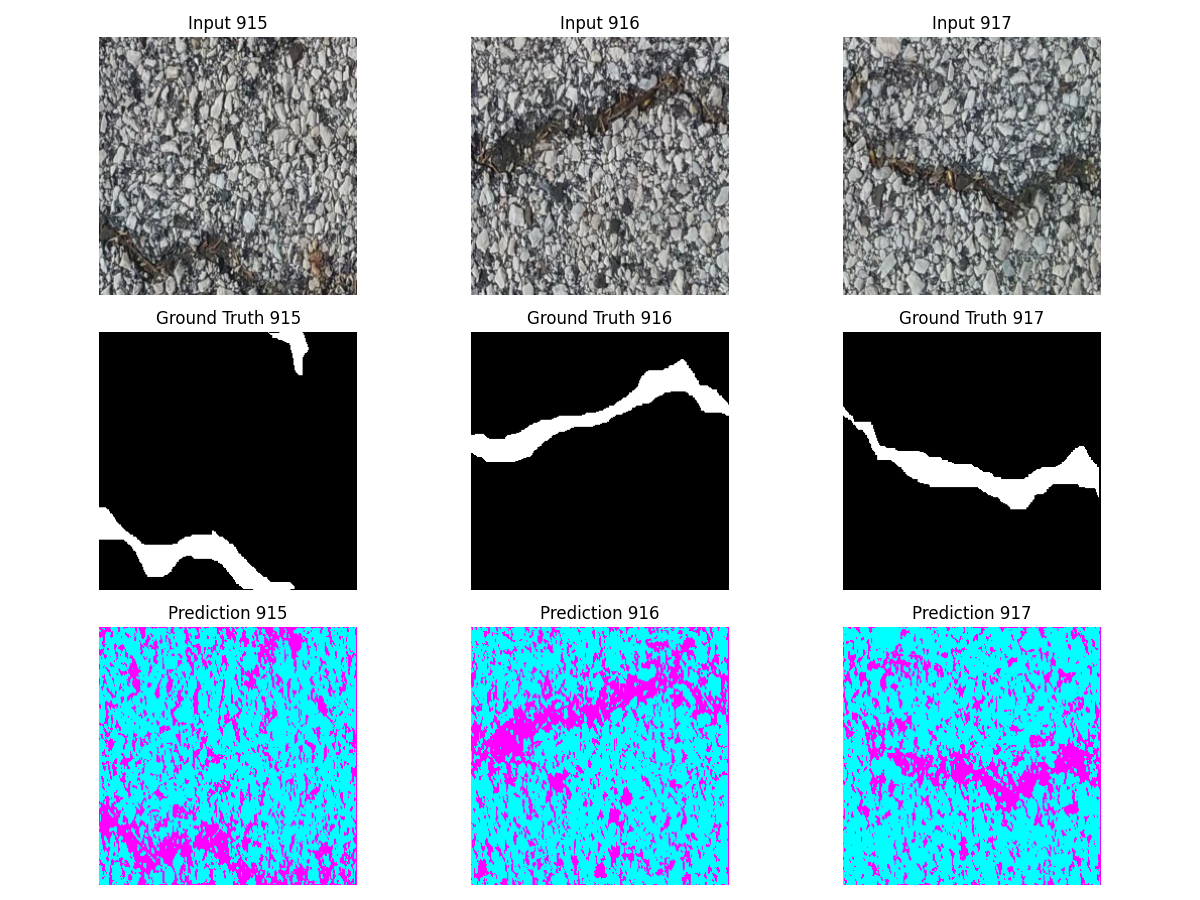 Input 915
Input 916
Input 917
Ground Truth 915
Ground Truth 916
Ground Truth 917
Prediction 915
Prediction 916
Prediction 917